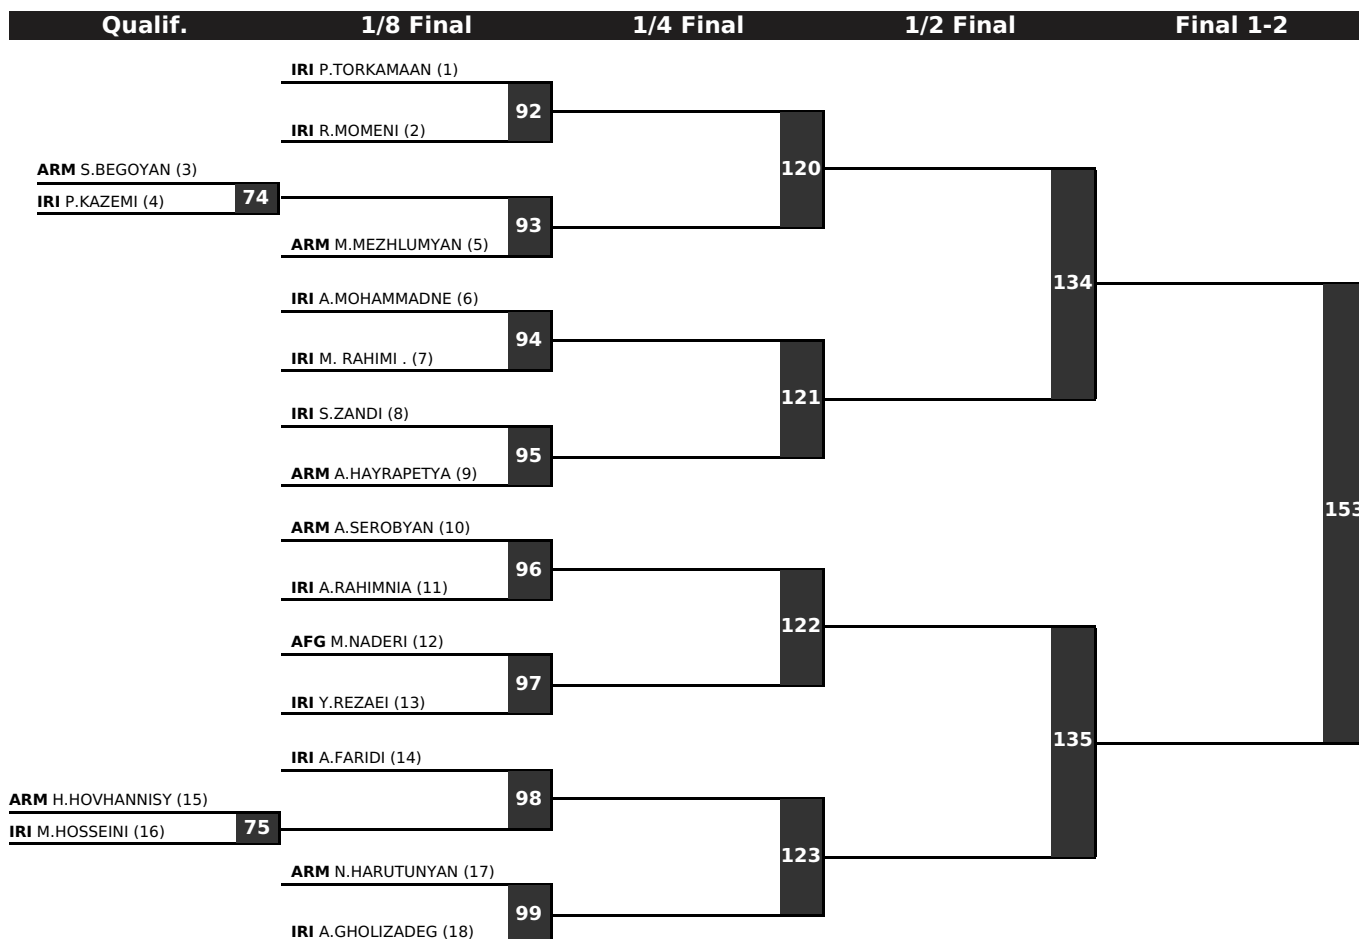 Qualif. 1/8 Final 1/4 Final 1/2 Final Final 1-2
IRI P.TORKAMAAN (1)
92
IRI R.MOMENI (2)
120
ARM S.BEGOYAN (3)
74
IRI P.KAZEMI (4)
93
ARM M.MEZHLUMYAN (5)
134
IRI A.MOHAMMADNE (6)
94
IRI M. RAHIMI . (7)
121
IRI S.ZANDI (8)
95
ARM A.HAYRAPETYA (9)
153
ARM A.SEROBYAN (10)
96
IRI A.RAHIMNIA (11)
122
AFG M.NADERI (12)
97
IRI Y.REZAEI (13)
135
IRI A.FARIDI (14)
98
ARM H.HOVHANNISY (15)
75
IRI M.HOSSEINI (16)
123
ARM N.HARUTUNYAN (17)
99
IRI A.GHOLIZADEG (18)